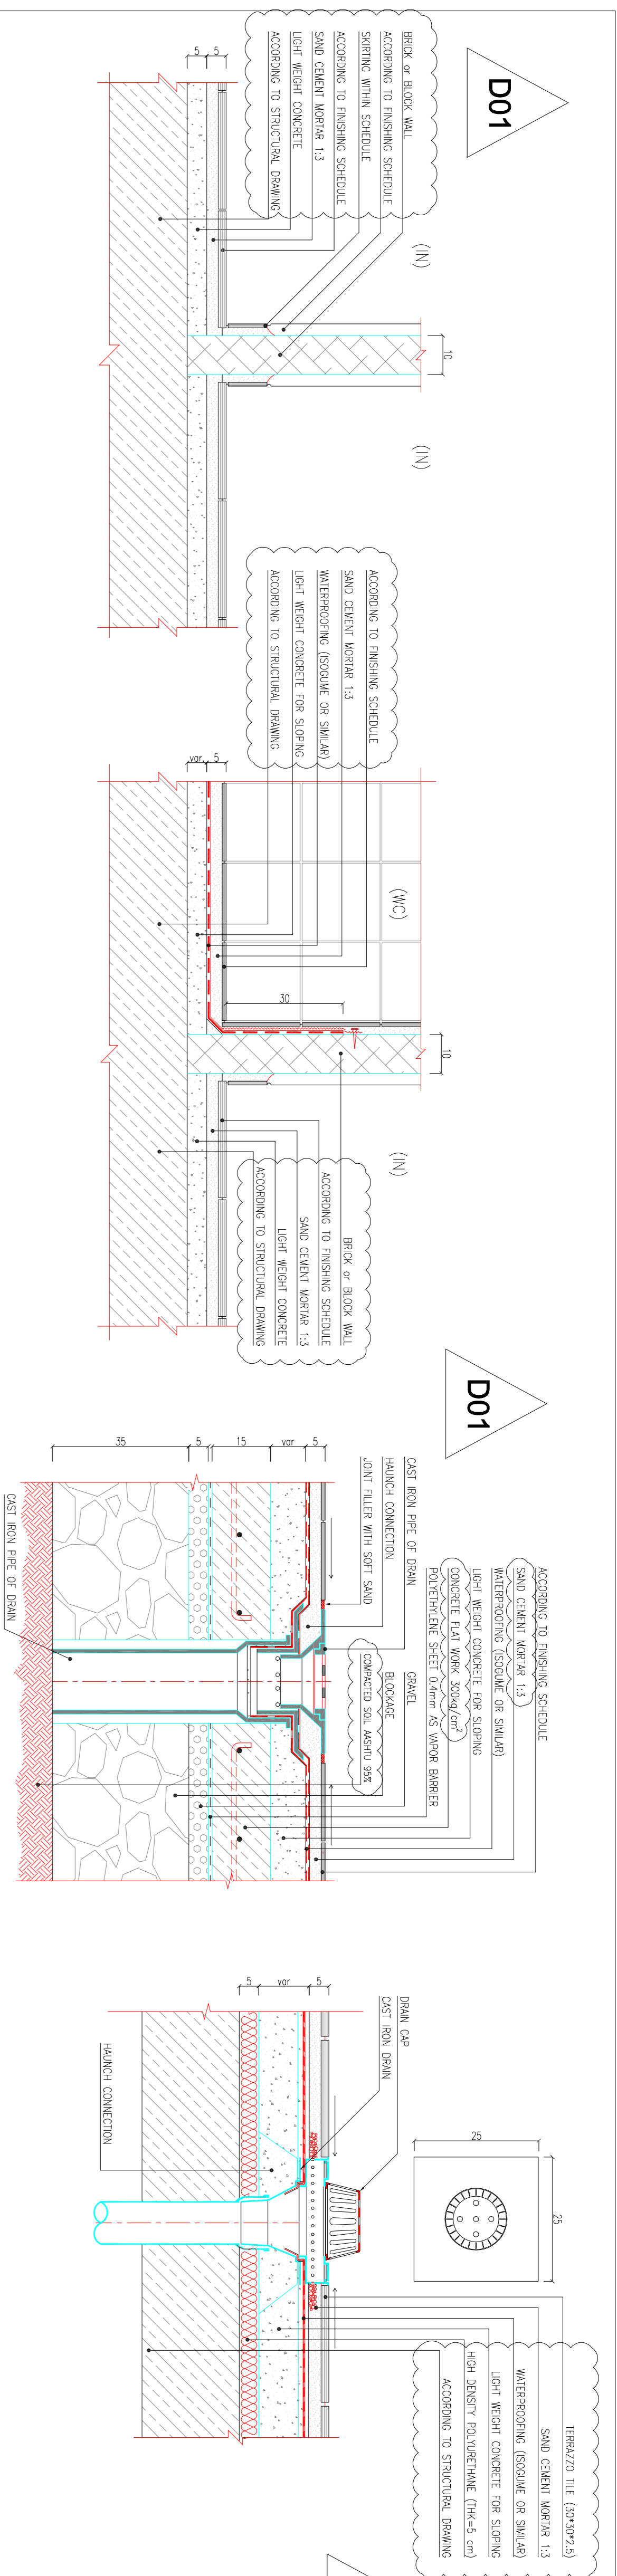 D01
BRICK or BLOCK WALL
ACCORDING TO FINISHING SCHEDULE
SKIRTING WITHIN SCHEDULE
ACCORDING TO FINISHING SCHEDULE
SAND CEMENT MORTAR 1:3
LIGHT WEIGHT CONCRETE
ACCORDING TO STRUCTURAL DRAWING
(IN)
(IN)
10
5
5
ACCORDING TO FINISHING SCHEDULE
SAND CEMENT MORTAR 1:3
WATERPROOFING (ISOGUME OR SIMILAR)
LIGHT WEIGHT CONCRETE FOR SLOPING
ACCORDING TO STRUCTURAL DRAWING
(WC)
30
10
5
var
(IN)
BRICK or BLOCK WALL
ACCORDING TO FINISHING SCHEDULE
SAND CEMENT MORTAR 1:3
LIGHT WEIGHT CONCRETE
ACCORDING TO STRUCTURAL DRAWING
D01
ACCORDING TO FINISHING SCHEDULE
SAND CEMENT MORTAR 1:3
WATERPROOFING (ISOGUME OR SIMILAR)
LIGHT WEIGHT CONCRETE FOR SLOPING
CONCRETE FLAT WORK 300kg/cm²
POLYETHYLENE SHEET 0.4mm AS VAPOR BARRIER
GRAVEL
BLOCKAGE
COMPACTED SOIL AASHTU 95%
CAST IRON PIPE OF DRAIN
HAUNCH CONNECTION
JOINT FILLER WITH SOFT SAND
5
var
15
5
35
CAST IRON PIPE OF DRAIN
25
25
DRAIN CAP
CAST IRON DRAIN
5
var
5
HAUNCH CONNECTION
TERRAZZO TILE (30*30*2.5)
SAND CEMENT MORTAR 1:3
WATERPROOFING (ISOGUME OR SIMILAR)
LIGHT WEIGHT CONCRETE FOR SLOPING
HIGH DENSITY POLYURETHANE (THK=5 cm)
ACCORDING TO STRUCTURAL DRAWING